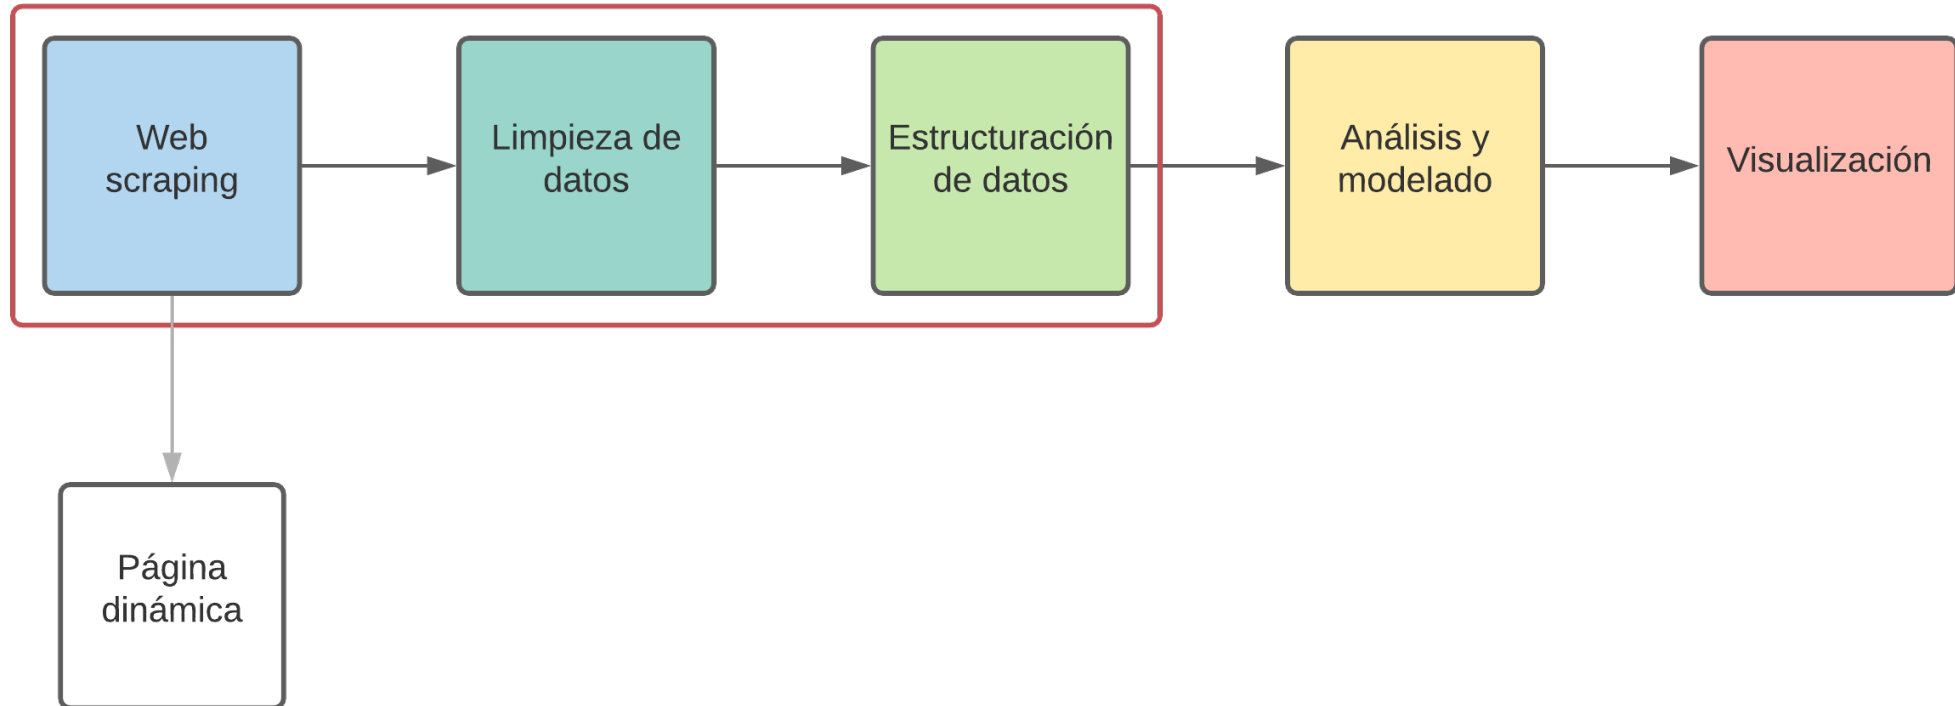 Web
scraping
Limpieza de
datos
Estructuración
de datos
Análisis y
modelado
Visualización
Página
dinámica